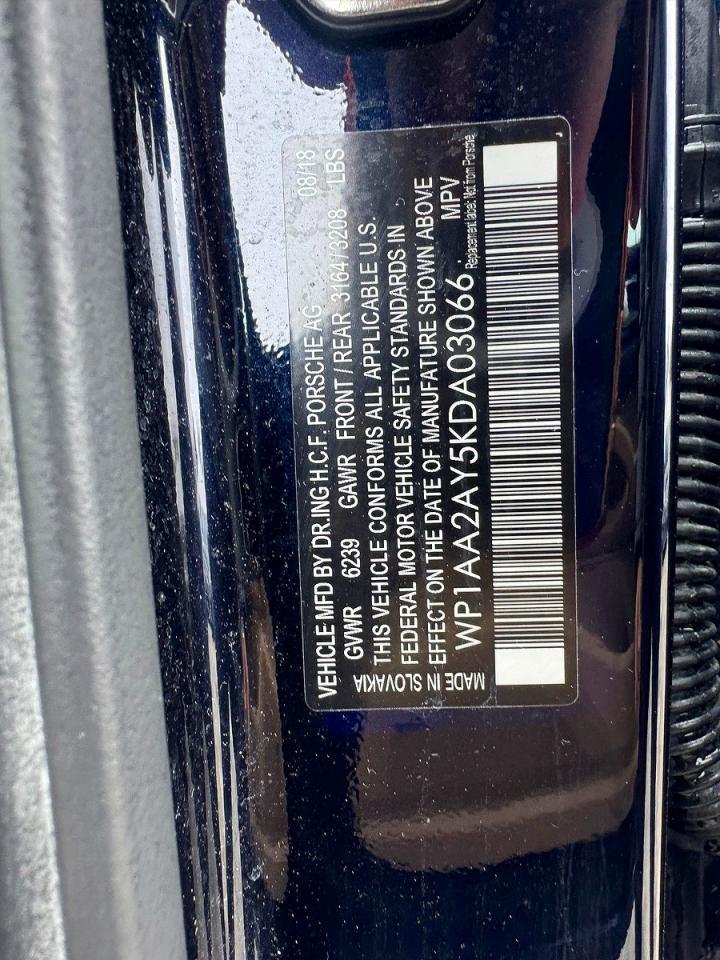 VEHICLE MFD BY DR.ING H.C.F. PORSCHE AG 08/18
GVWR 6239 GAWR FRONT / REAR 3164 / 3208 LBS
THIS VEHICLE CONFORMS ALL APPLICABLE U.S.
FEDERAL MOTOR VEHICLE SAFETY STANDARDS IN
EFFECT ON THE DATE OF MANUFACTURE SHOWN ABOVE
WP1AA2AY5KDA03066 MPV
Replacement label. Not from Porsche
MADE IN SLOVAKIA